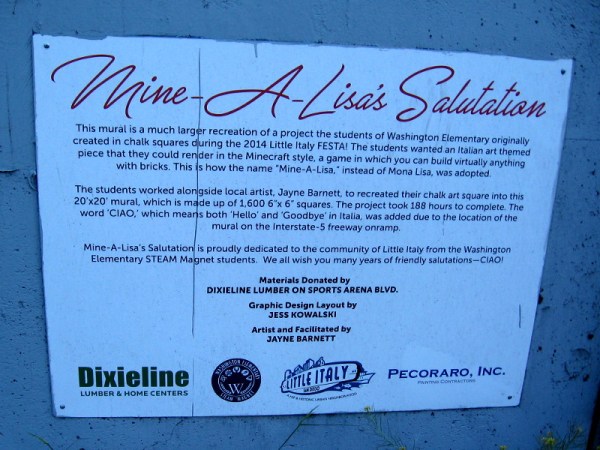 Mine-A-Lisa's Salutation
This mural is a much larger recreation of a project the students of Washington Elementary originally
created in chalk squares during the 2014 Little Italy FESTA! The students wanted an Italian art themed
piece that they could render in the Minecraft style, a game in which you can build virtually anything
with bricks. This is how the name "Mine-A-Lisa," instead of Mona Lisa, was adopted.
The students worked alongside local artist, Jayne Barnett, to recreated their chalk art square into this
20'x20' mural, which is made up of 1,600 6"x 6" squares. The project took 188 hours to complete. The
word 'CIAO,' which means both 'Hello' and 'Goodbye' in Italia, was added due to the location of the
mural on the Interstate-5 freeway onramp.
Mine-A-Lisa's Salutation is proudly dedicated to the community of Little Italy from the Washington
Elementary STEAM Magnet students. We all wish you many years of friendly salutations—CIAO!
Materials Donated by
DIXIELINE LUMBER ON SPORTS ARENA BLVD.
Graphic Design Layout by
JESS KOWALSKI
Artist and Facilitated by
JAYNE BARNETT
Dixieline
LUMBER & HOME CENTERS
WASHINGTON ELEMENTARY
W
STEAM MAGNET
LITTLE ITALY
SAN DIEGO
PECORARO, INC.
PAINTING CONTRACTORS